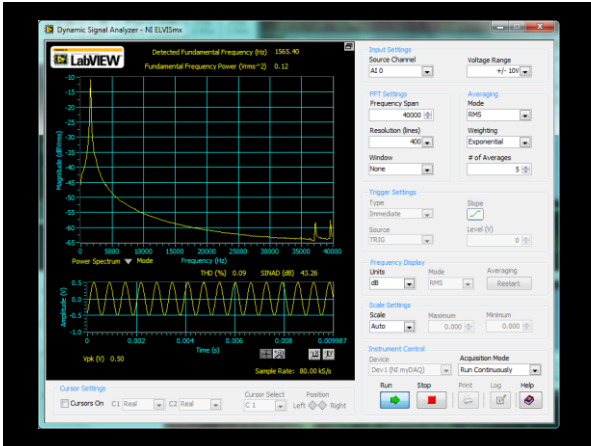 Dynamic Signal Analyzer - NI ELVISmx
LabVIEW
Detected Fundamental Frequency (Hz) 1565.40
Fundamental Frequency Power (Vrms^2) 0.12
Magnitude (dBVrms)
-10
-15
-20
-25
-30
-35
-40
-45
-50
-55
-60
-65
0 5000 10000 15000 20000 25000 30000 35000 40000
Power Spectrum Mode Frequency (Hz)
THD (%) 0.09 SINAD (dB) 43.26
Amplitude (V)
0.5
0.0
-0.5
-1.0
0 0.002 0.004 0.006 0.008 0.009987
Time (s)
Vpk (V) 0.50
Sample Rate: 80.00 kS/s
Cursor Settings
Cursors On C1 Real C2 Real
Cursor Select
C 1
Position
Left Right
Input Settings
Source Channel
AI 0
Voltage Range
+/- 10V
FFT Settings
Frequency Span
40000
Resolution (lines)
400
Window
None
Averaging
Mode
RMS
Weighting
Exponential
# of Averages
5
Trigger Settings
Type
Immediate
Slope
Source
TRIG
Level (V)
0
Frequency Display
Units
dB
Mode
RMS
Averaging
Restart
Scale Settings
Scale
Auto
Maximum
0.000
Minimum
0.000
Instrument Control
Device
Dev1 (NI myDAQ)
Acquisition Mode
Run Continuously
Run Stop Print Log Help